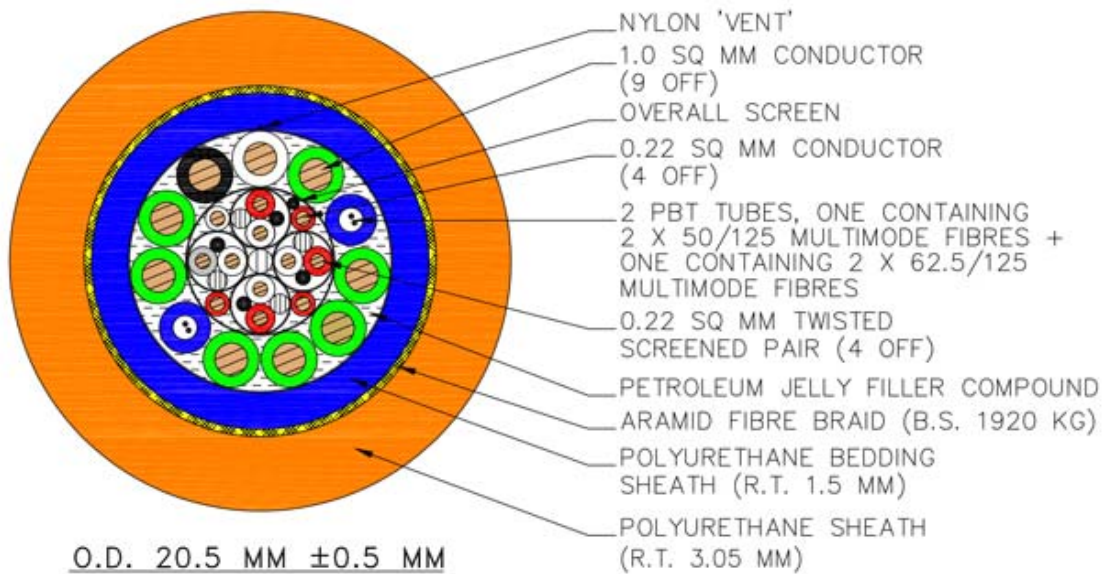 NYLON 'VENT'
1.0 SQ MM CONDUCTOR
(9 OFF)
OVERALL SCREEN
0.22 SQ MM CONDUCTOR
(4 OFF)
2 PBT TUBES, ONE CONTAINING
2 X 50/125 MULTIMODE FIBRES +
ONE CONTAINING 2 X 62.5/125
MULTIMODE FIBRES
0.22 SQ MM TWISTED
SCREENED PAIR (4 OFF)
PETROLEUM JELLY FILLER COMPOUND
ARAMID FIBRE BRAID (B.S. 1920 KG)
POLYURETHANE BEDDING
SHEATH (R.T. 1.5 MM)
POLYURETHANE SHEATH
(R.T. 3.05 MM)
O.D. 20.5 MM ±0.5 MM